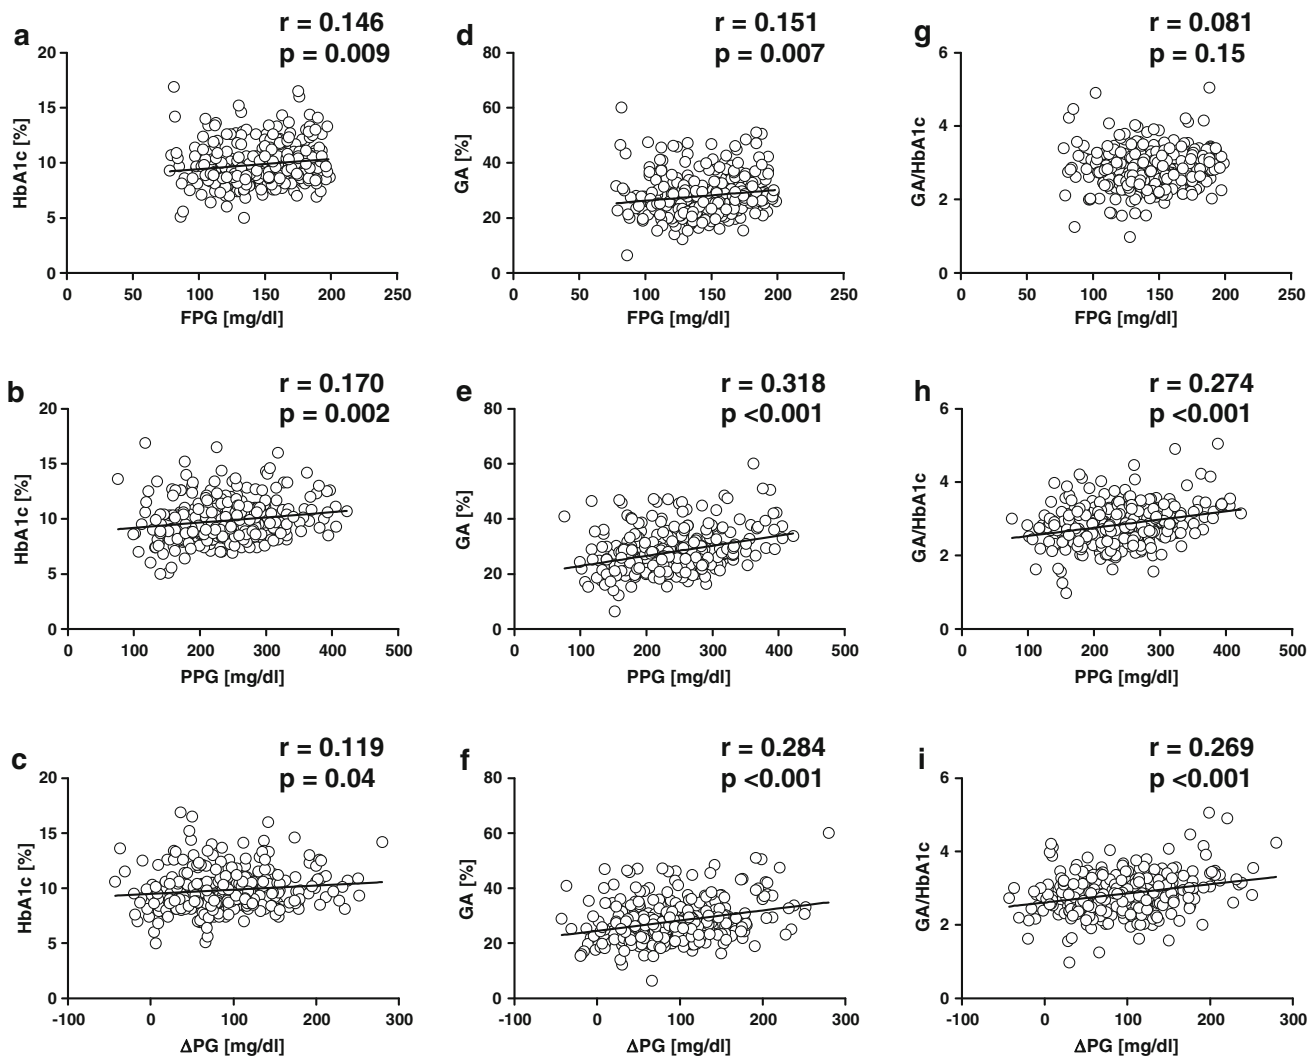 a
r = 0.146
p = 0.009
HbA1c [%]
20
15
10
5
0
0 50 100 150 200 250
FPG [mg/dl]
d
r = 0.151
p = 0.007
GA [%]
80
60
40
20
0
0 50 100 150 200 250
FPG [mg/dl]
g
r = 0.081
p = 0.15
GA/HbA1c
6
4
2
0
0 50 100 150 200 250
FPG [mg/dl]
b
r = 0.170
p = 0.002
HbA1c [%]
20
15
10
5
0
0 100 200 300 400 500
PPG [mg/dl]
e
r = 0.318
p <0.001
GA [%]
80
60
40
20
0
0 100 200 300 400 500
PPG [mg/dl]
h
r = 0.274
p <0.001
GA/HbA1c
6
4
2
0
0 100 200 300 400 500
PPG [mg/dl]
c
r = 0.119
p = 0.04
HbA1c [%]
20
15
10
5
0
-100 0 100 200 300
ΔPG [mg/dl]
f
r = 0.284
p <0.001
GA [%]
80
60
40
20
0
-100 0 100 200 300
ΔPG [mg/dl]
i
r = 0.269
p <0.001
GA/HbA1c
6
4
2
0
-100 0 100 200 300
ΔPG [mg/dl]